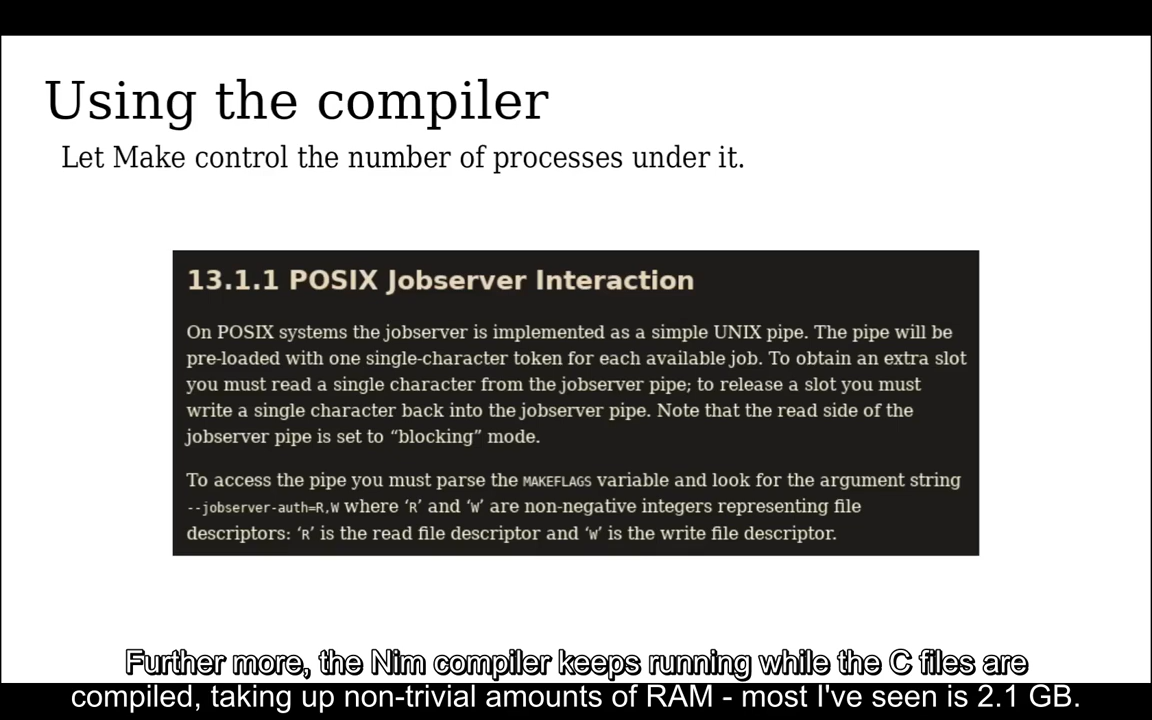 Using the compiler
Let Make control the number of processes under it.
13.1.1 POSIX Jobserver Interaction
On POSIX systems the jobserver is implemented as a simple UNIX pipe. The pipe will be
pre-loaded with one single-character token for each available job. To obtain an extra slot
you must read a single character from the jobserver pipe; to release a slot you must
write a single character back into the jobserver pipe. Note that the read side of the
jobserver pipe is set to “blocking” mode.
To access the pipe you must parse the MAKEFLAGS variable and look for the argument string
--jobserver-auth=R,W where ‘R’ and ‘W’ are non-negative integers representing file
descriptors: ‘R’ is the read file descriptor and ‘W’ is the write file descriptor.
Further more, the Nim compiler keeps running while the C files are
compiled, taking up non-trivial amounts of RAM - most I've seen is 2.1 GB.